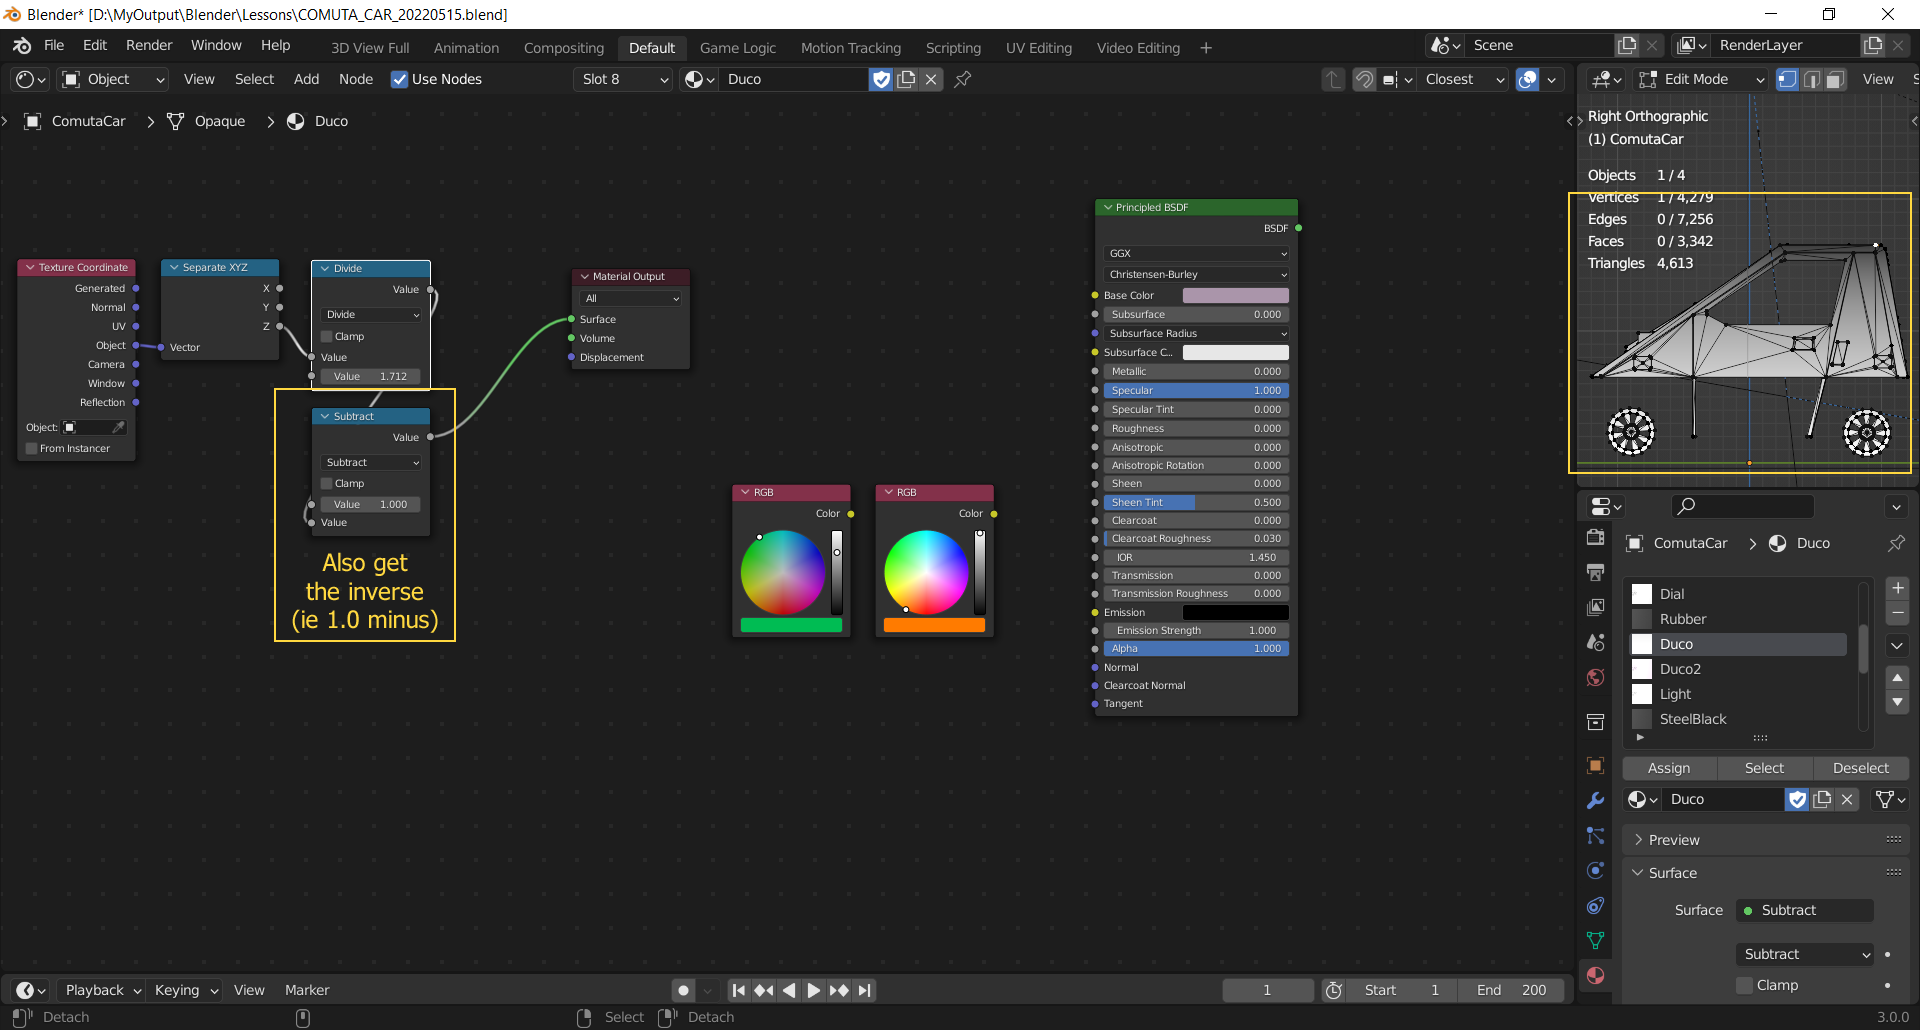 Blender* [D:\MyOutput\Blender\Lessons\COMUTA_CAR_20220515.blend]
File Edit Render Window Help 3D View Full Animation Compositing Default Game Logic Motion Tracking Scripting UV Editing Video Editing + Scene RenderLayer
Object View Select Add Node Use Nodes Slot 8 Duco Closest Edit Mode View S
ComutaCar > Opaque > Duco
Right Orthographic
(1) ComutaCar
Objects 1 / 4
Vertices 1 / 4,279
Edges 0 / 7,256
Faces 0 / 3,342
Triangles 4,613
Texture Coordinate
Generated
Normal
UV
Object
Camera
Window
Reflection
Object:
From Instancer
Separate XYZ
X
Y
Z
Vector
Divide
Value
Divide
Clamp
Value
Value 1.712
Subtract
Value
Subtract
Clamp
Value 1.000
Value
Also get
the inverse
(ie 1.0 minus)
Material Output
All
Surface
Volume
Displacement
RGB
Color
RGB
Color
Principled BSDF
BSDF
GGX
Christensen-Burley
Base Color
Subsurface 0.000
Subsurface Radius
Subsurface C..
Metallic 0.000
Specular 1.000
Specular Tint 0.000
Roughness 0.000
Anisotropic 0.000
Anisotropic Rotation 0.000
Sheen 0.000
Sheen Tint 0.500
Clearcoat 0.000
Clearcoat Roughness 0.030
IOR 1.450
Transmission 0.000
Transmission Roughness 0.000
Emission
Emission Strength 1.000
Alpha 1.000
Normal
Clearcoat Normal
Tangent
ComutaCar > Duco
Dial
Rubber
Duco
Duco2
Light
SteelBlack
Assign Select Deselect
Duco
Preview
Surface
Surface Subtract
Subtract
Clamp
Playback Keying View Marker 1 Start 1 End 200
Detach Select Detach 3.0.0